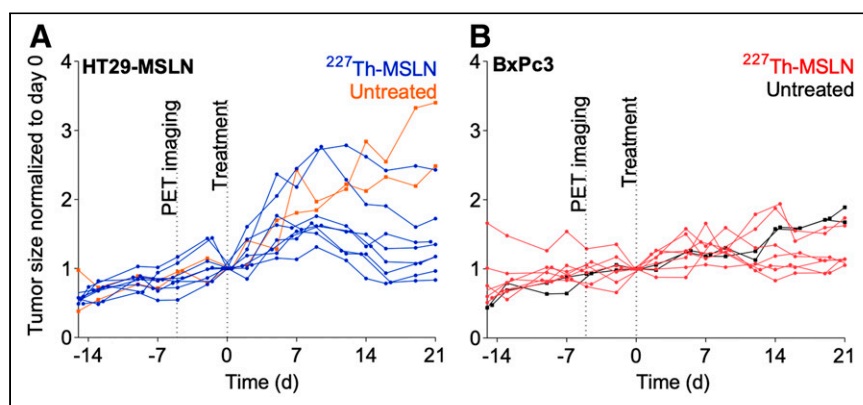 A
HT29-MSLN
227Th-MSLN
Untreated
PET imaging
Treatment
Tumor size normalized to day 0
4
3
2
1
0
-14
-7
0
7
14
21
Time (d)
B
BxPc3
227Th-MSLN
Untreated
PET imaging
Treatment
4
3
2
1
0
-14
-7
0
7
14
21
Time (d)